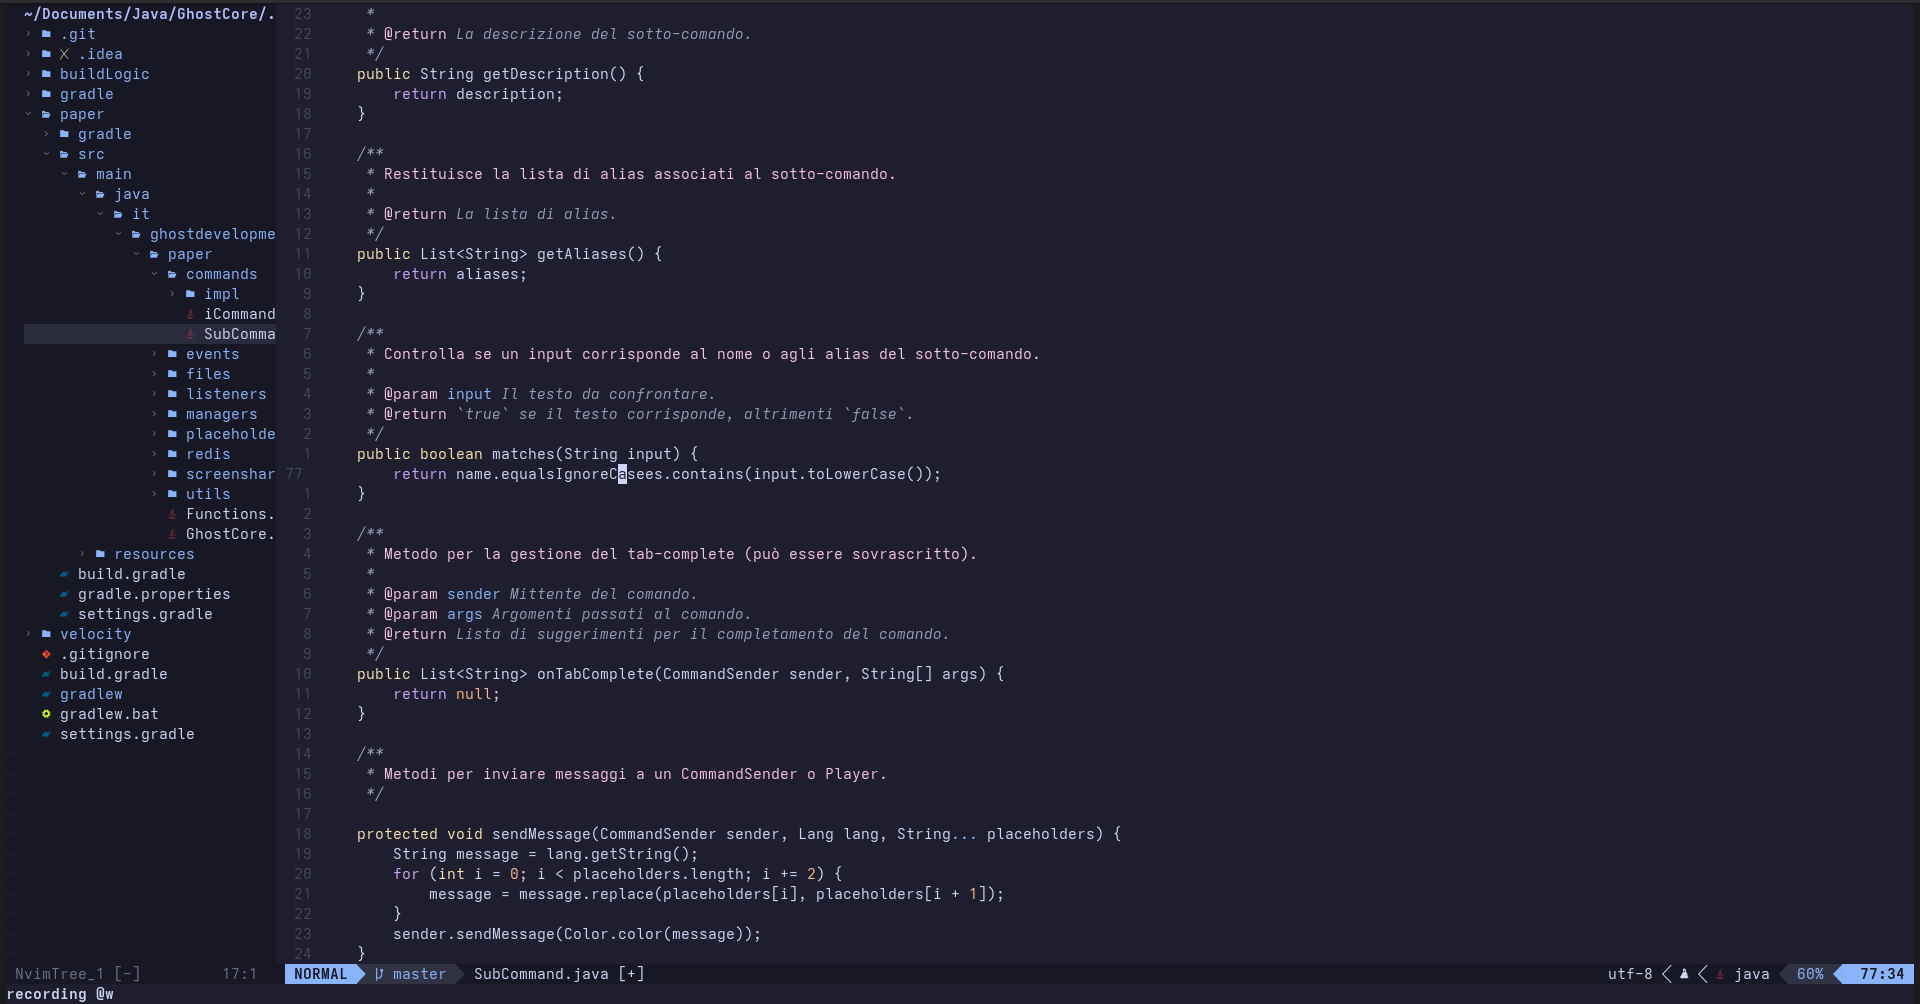 ~/Documents/Java/GhostCore/.
.git
.idea
buildLogic
gradle
paper
gradle
src
main
java
it
ghostdevelopme
paper
commands
impl
iCommand
SubComma
events
files
listeners
managers
placeholde
redis
screenshar
utils
Functions.
GhostCore.
resources
build.gradle
gradle.properties
settings.gradle
velocity
.gitignore
build.gradle
gradlew
gradlew.bat
settings.gradle
23 *
22 * @return La descrizione del sotto-comando.
21 */
20 public String getDescription() {
19 return description;
18 }
17
16 /**
15 * Restituisce la lista di alias associati al sotto-comando.
14 *
13 * @return La lista di alias.
12 */
11 public List<String> getAliases() {
10 return aliases;
9 }
8
7 /**
6 * Controlla se un input corrisponde al nome o agli alias del sotto-comando.
5 *
4 * @param input Il testo da confrontare.
3 * @return `true` se il testo corrisponde, altrimenti `false`.
2 */
1 public boolean matches(String input) {
77 return name.equalsIgnoreCasees.contains(input.toLowerCase());
1 }
2
3 /**
4 * Metodo per la gestione del tab-complete (può essere sovrascritto).
5 *
6 * @param sender Mittente del comando.
7 * @param args Argomenti passati al comando.
8 * @return Lista di suggerimenti per il completamento del comando.
9 */
10 public List<String> onTabComplete(CommandSender sender, String[] args) {
11 return null;
12 }
13
14 /**
15 * Metodi per inviare messaggi a un CommandSender o Player.
16 */
17
18 protected void sendMessage(CommandSender sender, Lang lang, String... placeholders) {
19 String message = lang.getString();
20 for (int i = 0; i < placeholders.length; i += 2) {
21 message = message.replace(placeholders[i], placeholders[i + 1]);
22 }
23 sender.sendMessage(Color.color(message));
24 }
NvimTree_1 [-] 17:1 NORMAL master SubCommand.java [+] utf-8 java 60% 77:34
recording @w